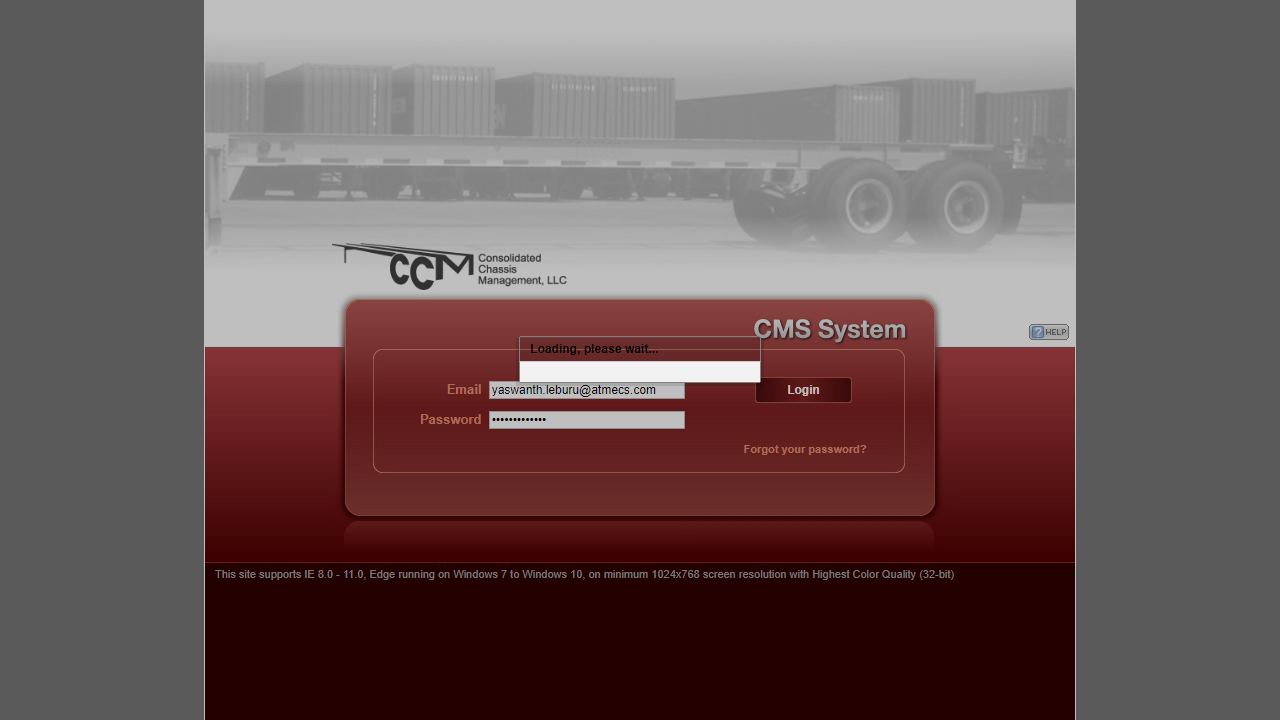 Consolidated
Chassis
CCM
Management, LLC
CMS System
HELP
Loading, please wait...
Email
yaswanth.leburu@atmecs.com
Login
Password
•••••••••••••
Forgot your password?
This site supports IE 8.0 - 11.0, Edge running on Windows 7 to Windows 10, on minimum 1024x768 screen resolution with Highest Color Quality (32-bit)